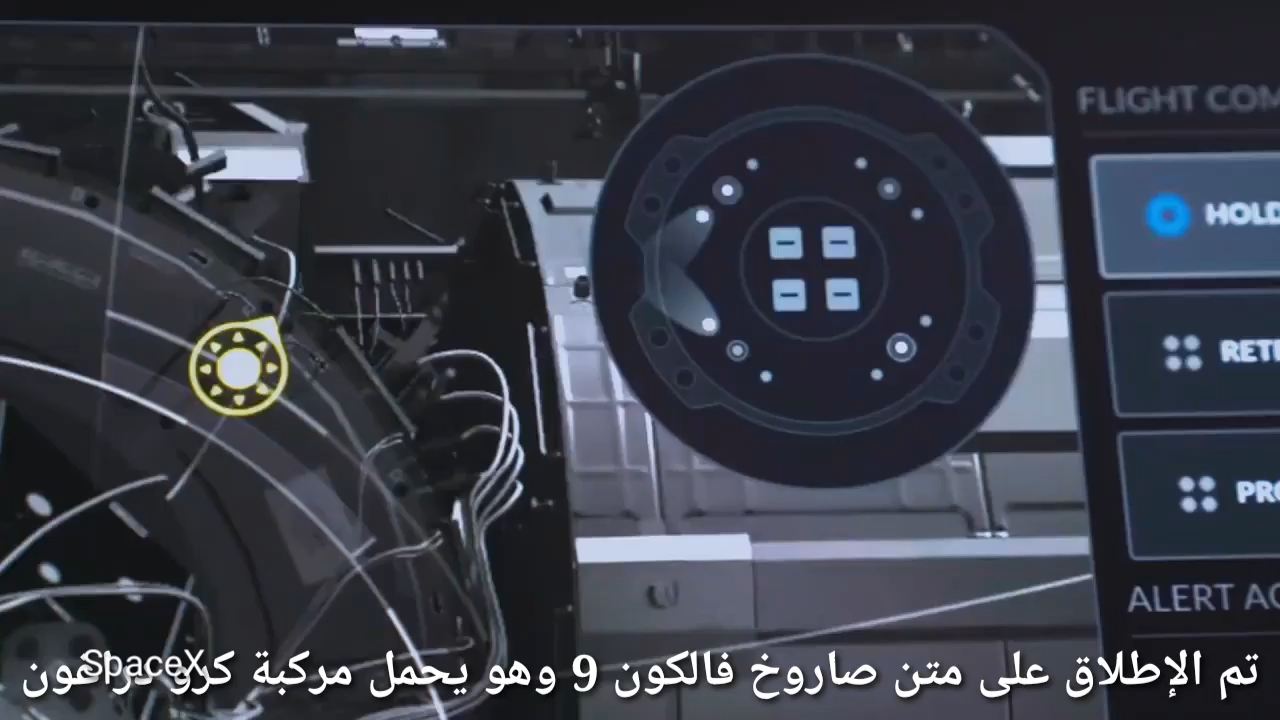 FLIGHT COM
HOLD
RET
PRO
ALERT AC
SpaceX
تم الإطلاق على متن صاروخ فالكون 9 وهو يحمل مركبة كرو دراغون